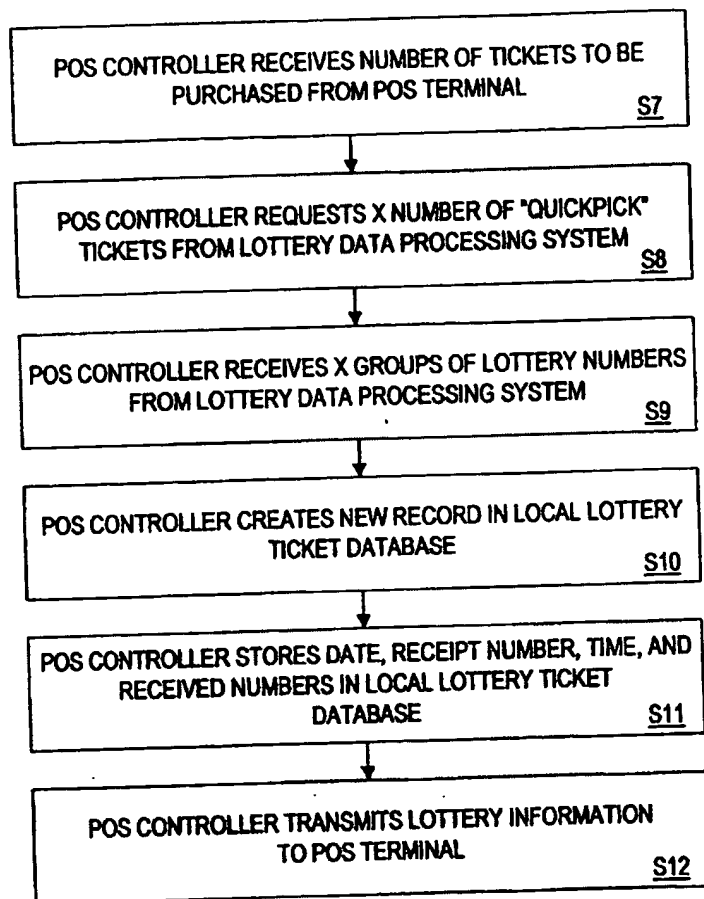 POS CONTROLLER RECEIVES NUMBER OF TICKETS TO BE
PURCHASED FROM POS TERMINAL
S7
POS CONTROLLER REQUESTS X NUMBER OF "QUICKPICK"
TICKETS FROM LOTTERY DATA PROCESSING SYSTEM
S8
POS CONTROLLER RECEIVES X GROUPS OF LOTTERY NUMBERS
FROM LOTTERY DATA PROCESSING SYSTEM
S9
POS CONTROLLER CREATES NEW RECORD IN LOCAL LOTTERY
TICKET DATABASE
S10
POS CONTROLLER STORES DATE, RECEIPT NUMBER, TIME, AND
RECEIVED NUMBERS IN LOCAL LOTTERY TICKET
DATABASE
S11
POS CONTROLLER TRANSMITS LOTTERY INFORMATION
TO POS TERMINAL
S12